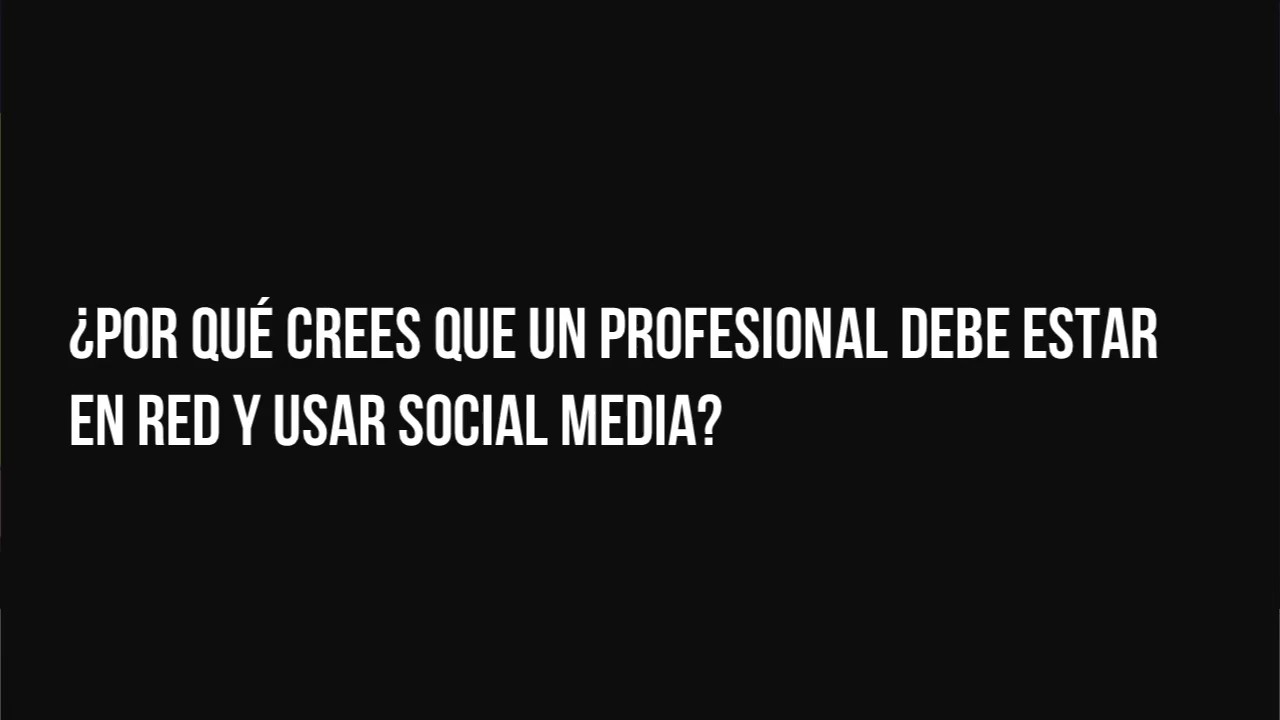 ¿POR QUÉ CREES QUE UN PROFESIONAL DEBE ESTAR
EN RED Y USAR SOCIAL MEDIA?